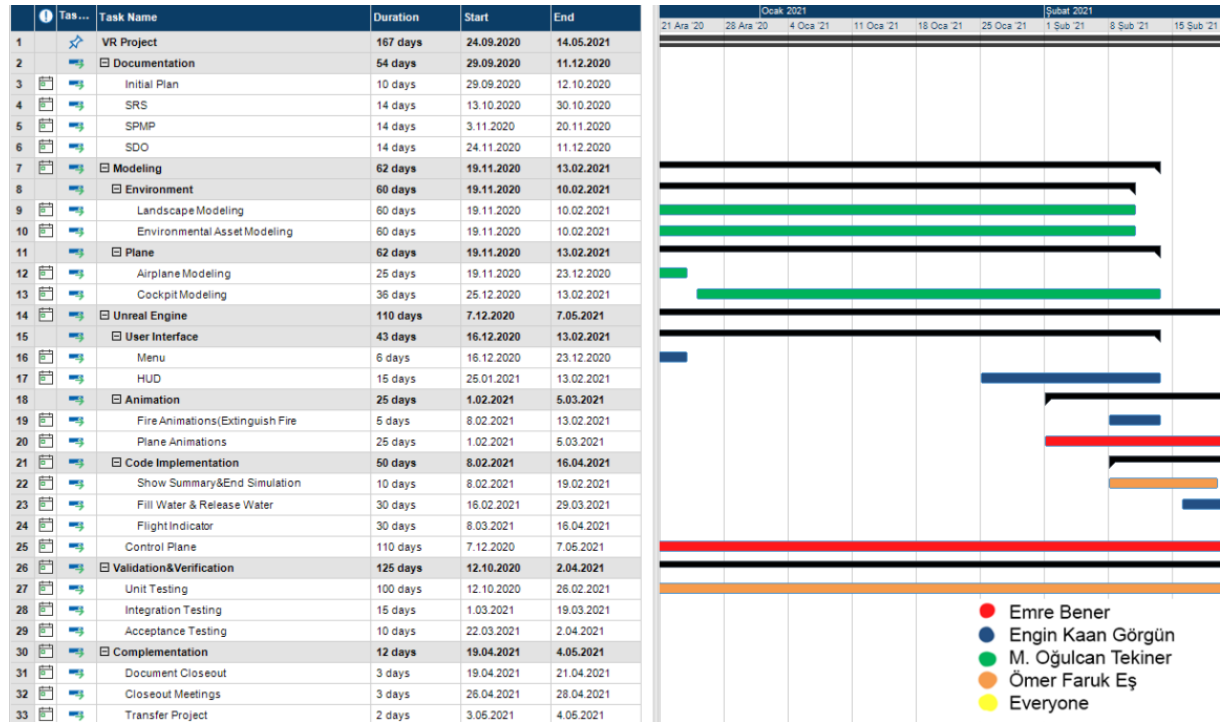 Tas... Task Name Duration Start End
Ocak 2021 Şubat 2021
21 Ara '20 28 Ara '20 4 Oca '21 11 Oca '21 18 Oca '21 25 Oca '21 1 Şub '21 8 Şub '21 15 Şub '21
1 VR Project 167 days 24.09.2020 14.05.2021
2 Documentation 54 days 29.09.2020 11.12.2020
3 Initial Plan 10 days 29.09.2020 12.10.2020
4 SRS 14 days 13.10.2020 30.10.2020
5 SPMP 14 days 3.11.2020 20.11.2020
6 SDO 14 days 24.11.2020 11.12.2020
7 Modeling 62 days 19.11.2020 13.02.2021
8 Environment 60 days 19.11.2020 10.02.2021
9 Landscape Modeling 60 days 19.11.2020 10.02.2021
10 Environmental Asset Modeling 60 days 19.11.2020 10.02.2021
11 Plane 62 days 19.11.2020 13.02.2021
12 Airplane Modeling 25 days 19.11.2020 23.12.2020
13 Cockpit Modeling 36 days 25.12.2020 13.02.2021
14 Unreal Engine 110 days 7.12.2020 7.05.2021
15 User Interface 43 days 16.12.2020 13.02.2021
16 Menu 6 days 16.12.2020 23.12.2020
17 HUD 15 days 25.01.2021 13.02.2021
18 Animation 25 days 1.02.2021 5.03.2021
19 Fire Animations(Extinguish Fire 5 days 8.02.2021 13.02.2021
20 Plane Animations 25 days 1.02.2021 5.03.2021
21 Code Implementation 50 days 8.02.2021 16.04.2021
22 Show Summary&End Simulation 10 days 8.02.2021 19.02.2021
23 Fill Water & Release Water 30 days 16.02.2021 29.03.2021
24 Flight Indicator 30 days 8.03.2021 16.04.2021
25 Control Plane 110 days 7.12.2020 7.05.2021
26 Validation&Verification 125 days 12.10.2020 2.04.2021
27 Unit Testing 100 days 12.10.2020 26.02.2021
28 Integration Testing 15 days 1.03.2021 19.03.2021
29 Acceptance Testing 10 days 22.03.2021 2.04.2021
30 Complementation 12 days 19.04.2021 4.05.2021
31 Document Closeout 3 days 19.04.2021 21.04.2021
32 Closeout Meetings 3 days 26.04.2021 28.04.2021
33 Transfer Project 2 days 3.05.2021 4.05.2021
Emre Bener
Engin Kaan Görgün
M. Oğulcan Tekiner
Ömer Faruk Eş
Everyone